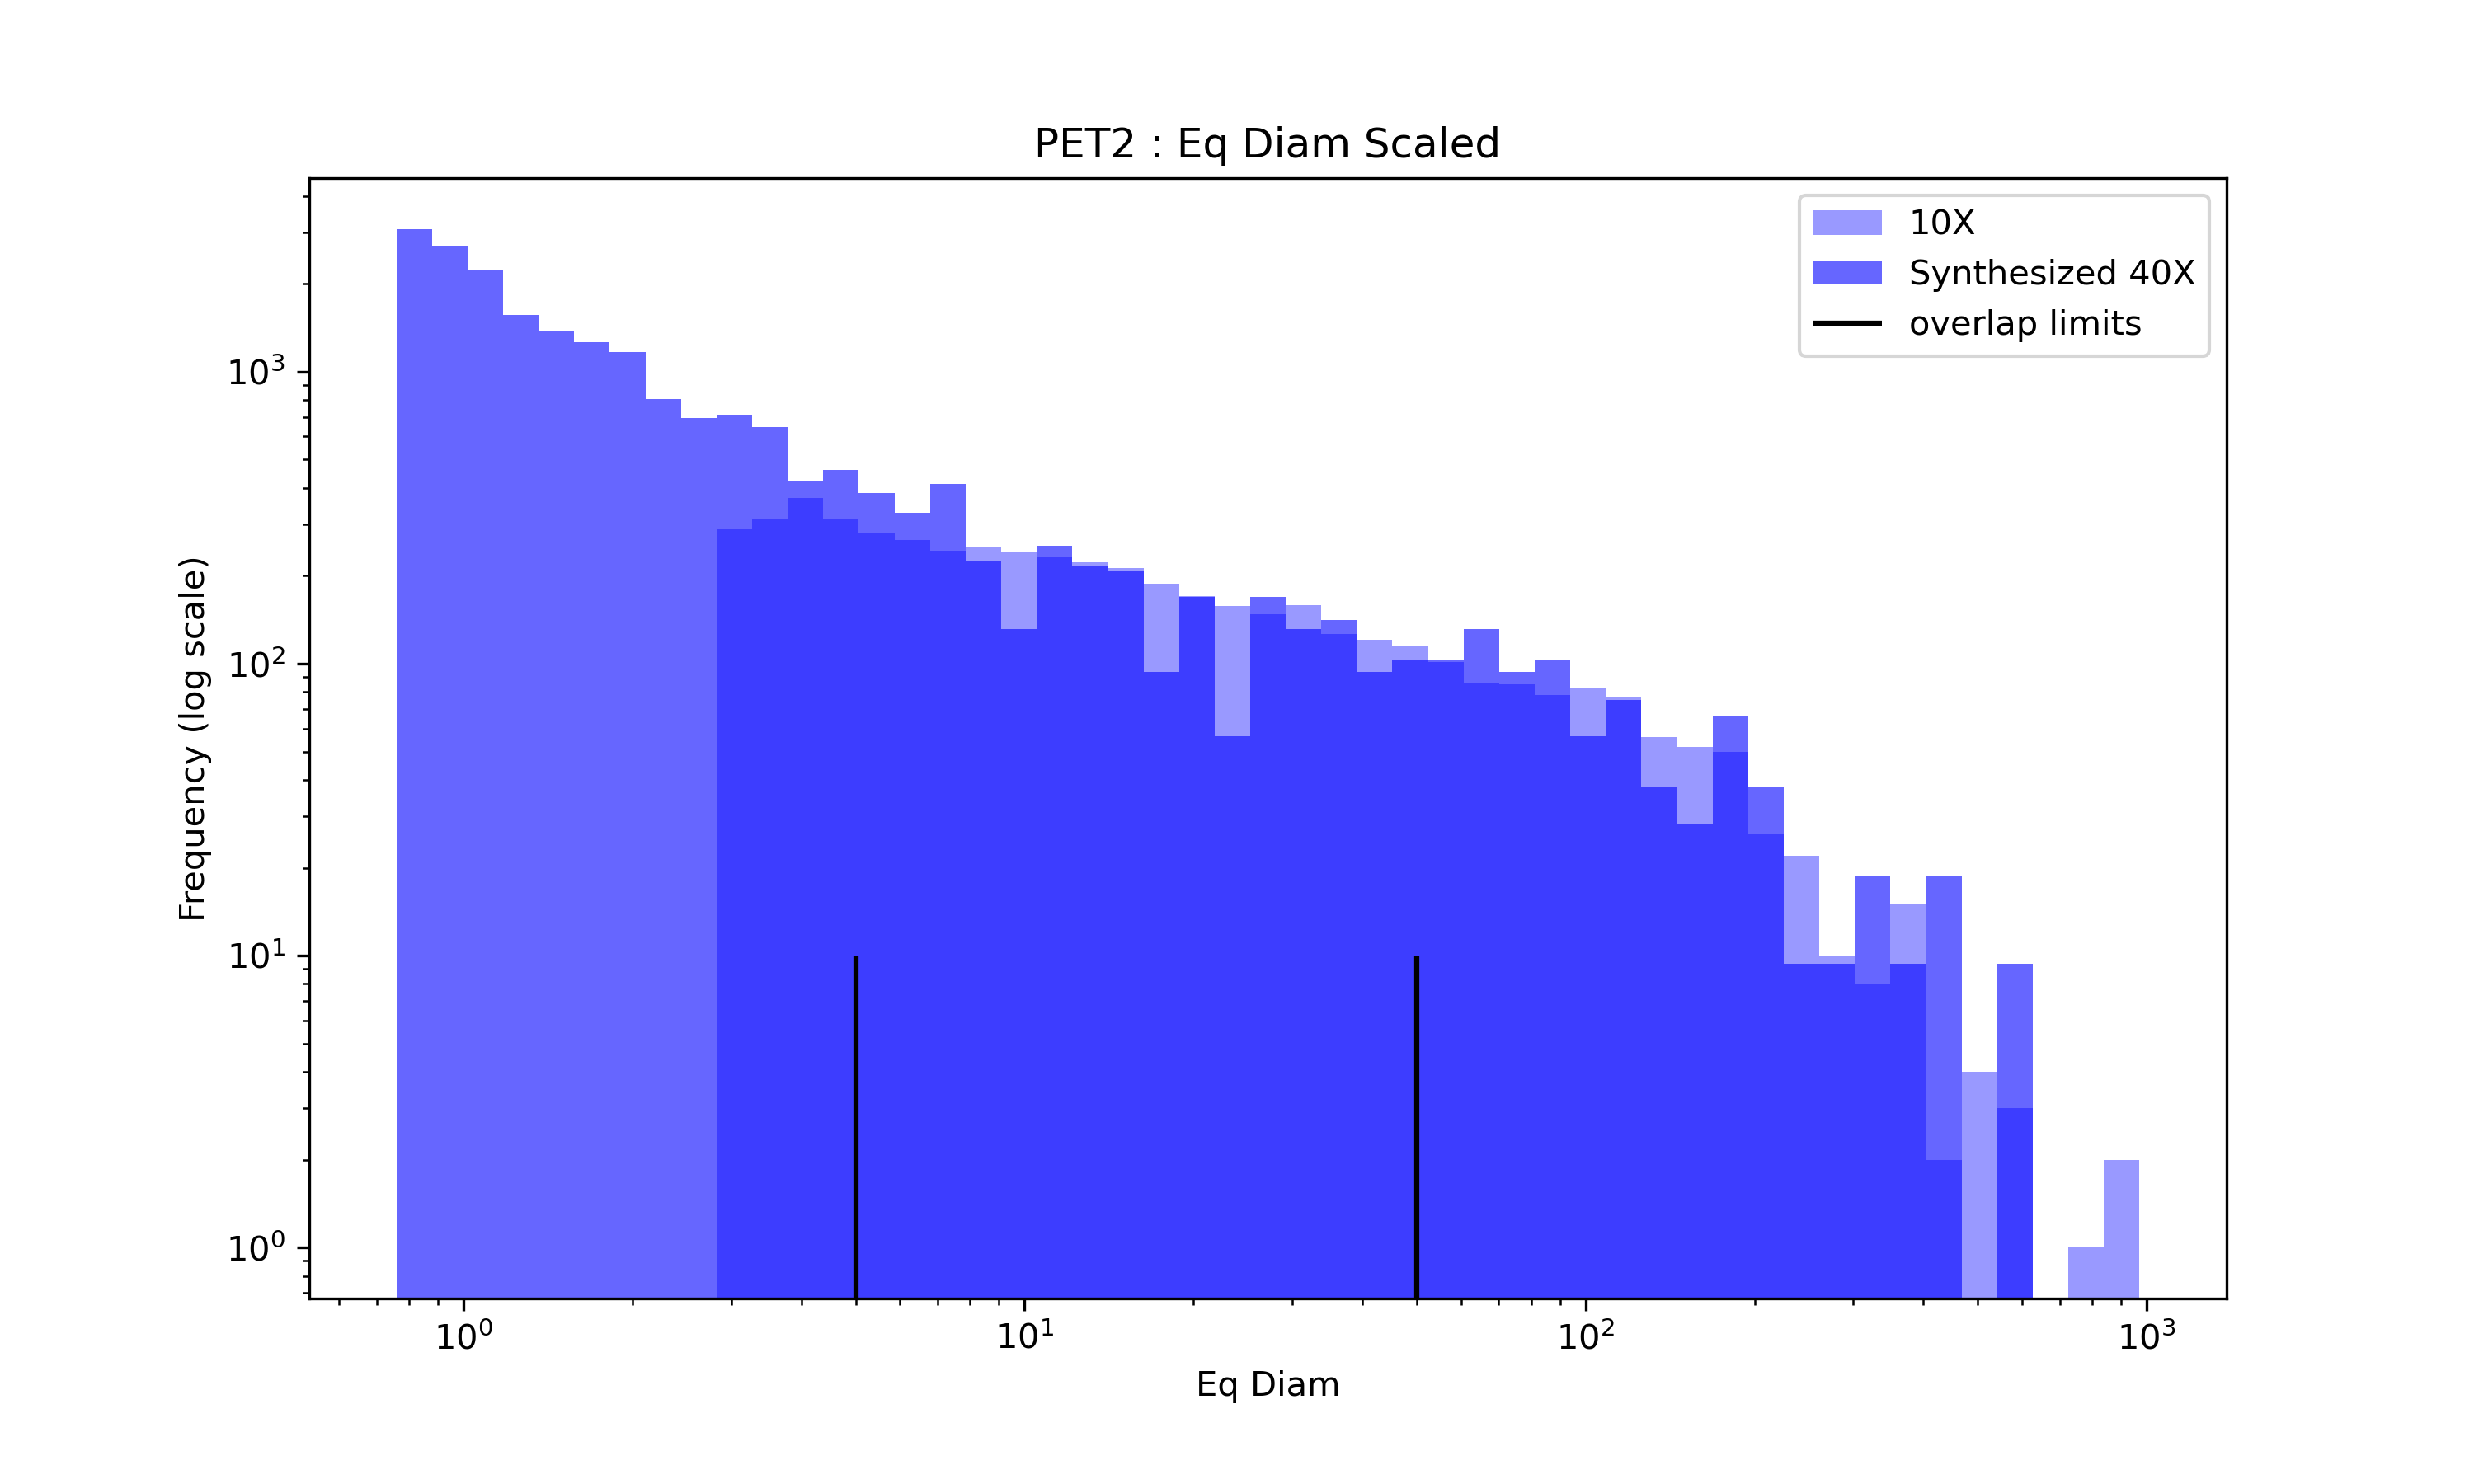 PET2 : Eq Diam Scaled
10X
Synthesized 40X
overlap limits
Frequency (log scale)
10³
10²
10¹
10⁰
10⁰ 10¹ 10² 10³
Eq Diam